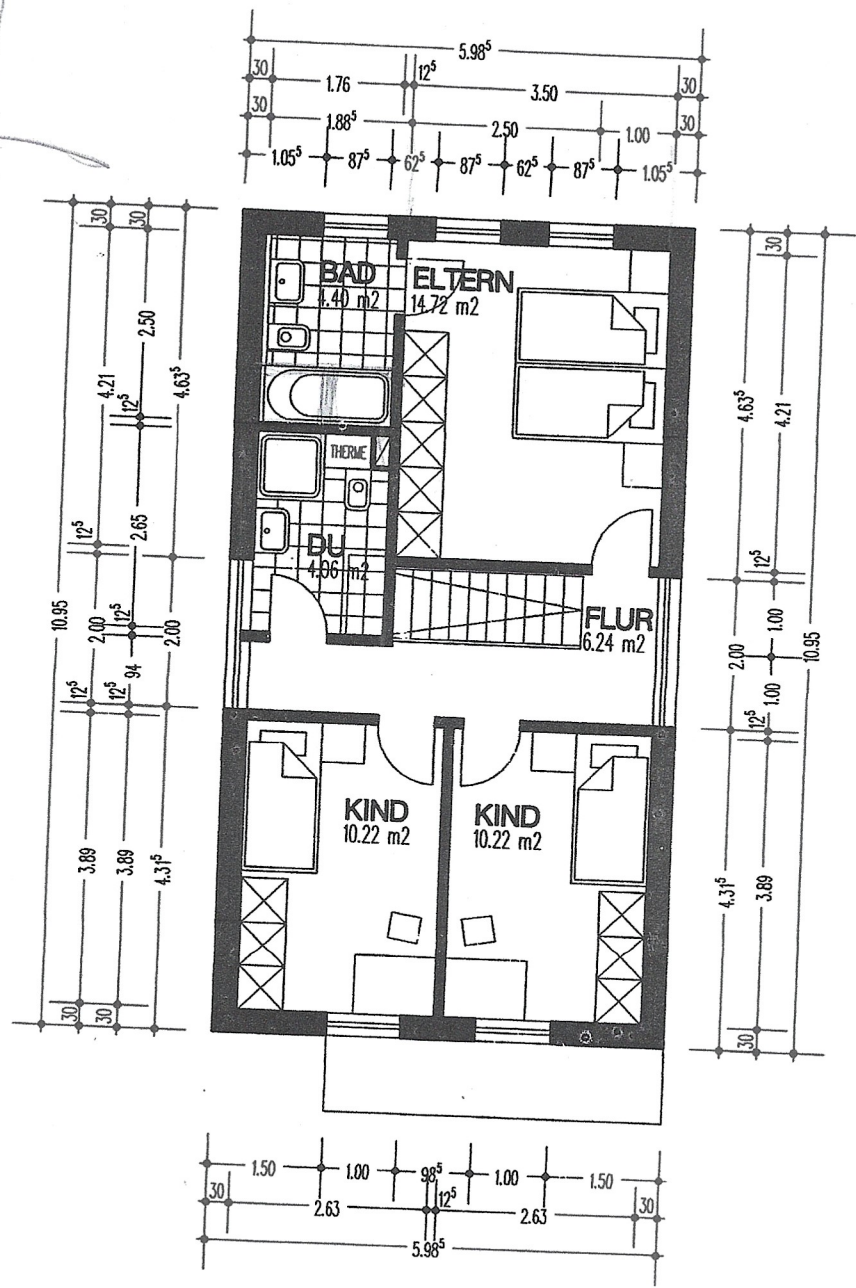 5.98⁵
30 1.76 12⁵ 3.50 30
30 1.88⁵ 2.50 1.00 30
1.05⁵ 87⁵ 62⁵ 87⁵ 62⁵ 87⁵ 1.05⁵
10.95
30 4.21 12⁵ 2.00 12⁵ 3.89 30
30 2.50 12⁵ 2.65 12⁵ 94 12⁵ 3.89 30
4.63⁵ 2.00 4.31⁵
BAD
4.40 m2
ELTERN
14.72 m2
THERME
DU
4.06 m2
FLUR
6.24 m2
KIND
10.22 m2
KIND
10.22 m2
4.63⁵ 2.00 4.31⁵
30 4.21 12⁵ 1.00 1.00 12⁵ 3.89 30
10.95
1.50 1.00 98⁵ 1.00 1.50
30 2.63 12⁵ 2.63 30
5.98⁵